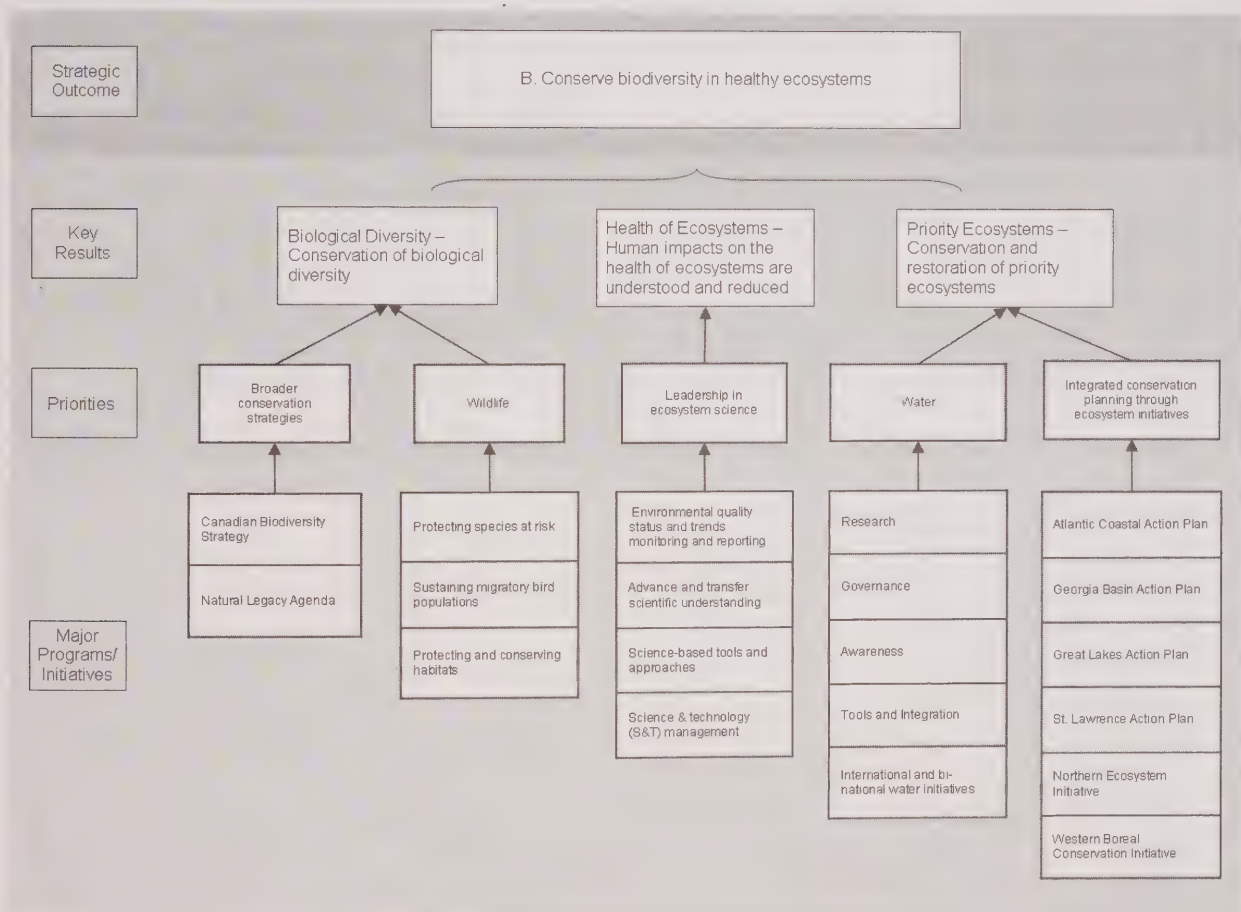 Strategic
Outcome
B. Conserve biodiversity in healthy ecosystems
Key
Results
Biological Diversity –
Conservation of biological
diversity
Health of Ecosystems –
Human impacts on the
health of ecosystems are
understood and reduced
Priority Ecosystems –
Conservation and
restoration of priority
ecosystems
Priorities
Broader
conservation
strategies
Wildlife
Leadership in
ecosystem science
Water
Integrated conservation
planning through
ecosystem initiatives
Major
Programs/
Initiatives
Canadian Biodiversity
Strategy
Natural Legacy Agenda
Protecting species at risk
Sustaining migratory bird
populations
Protecting and conserving
habitats
Environmental quality
status and trends
monitoring and reporting
Advance and transfer
scientific understanding
Science-based tools and
approaches
Science & technology
(S&T) management
Research
Governance
Awareness
Tools and Integration
International and bi-
national water initiatives
Atlantic Coastal Action Plan
Georgia Basin Action Plan
Great Lakes Action Plan
St. Lawrence Action Plan
Northern Ecosystem
Initiative
Western Boreal
Conservation Initiative